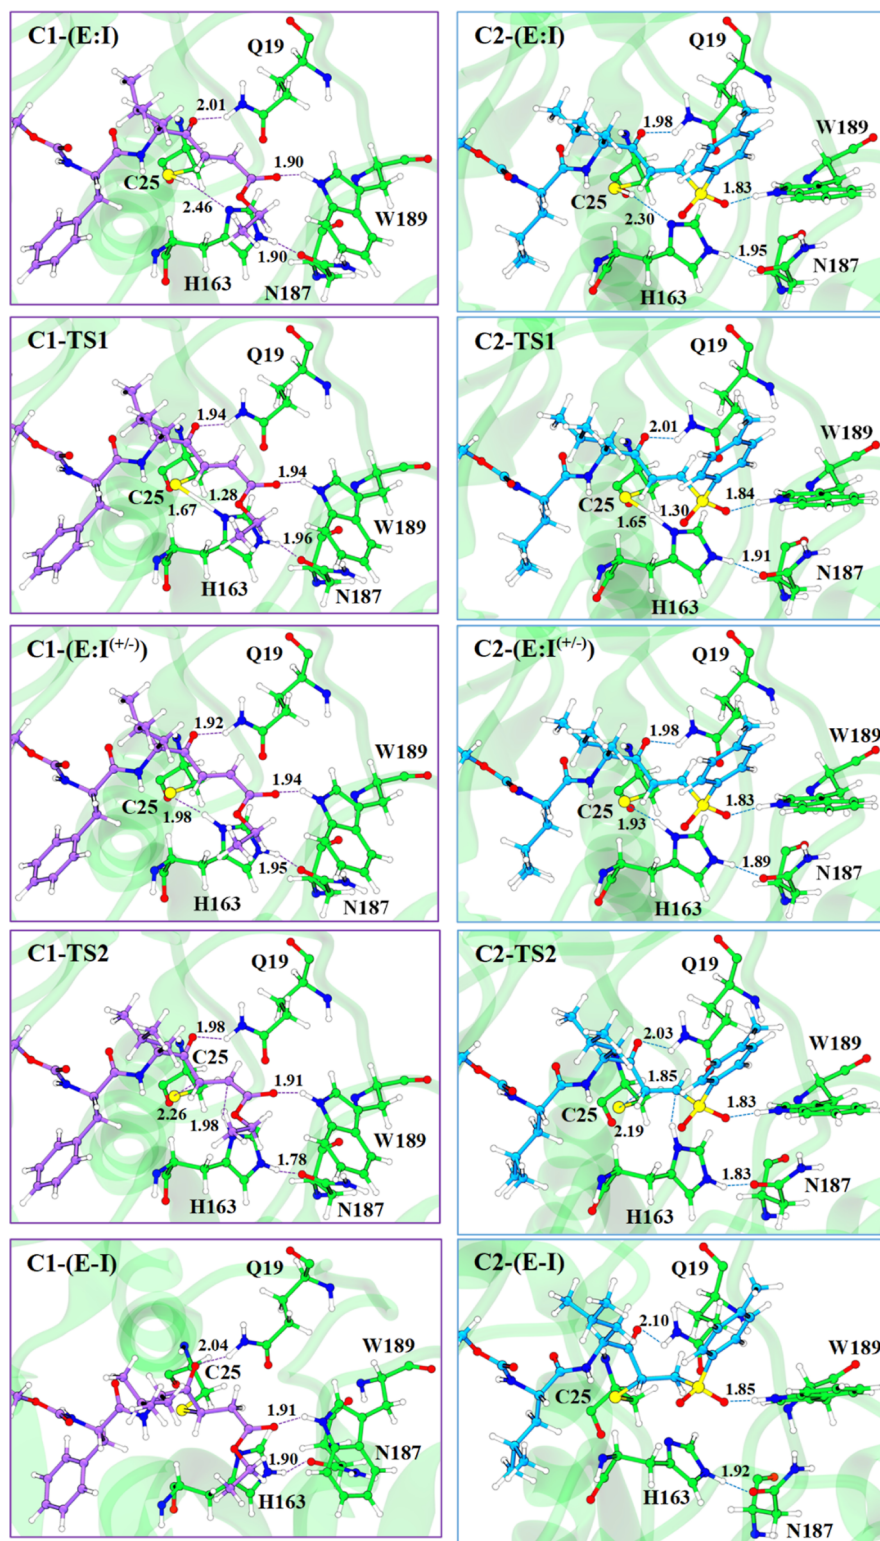 C1-(E:I)
Q19
2.01
1.90
C25
2.46
W189
1.90
H163
N187
C2-(E:I)
Q19
1.98
W189
C25
1.83
2.30
1.95
N187
H163
C1-TS1
Q19
1.94
1.94
C25
1.28
1.67
W189
1.96
H163
N187
C2-TS1
Q19
2.01
W189
C25
1.84
1.65
1.30
1.91
N187
H163
C1-(E:I(+/-))
Q19
1.92
W189
1.94
C25
1.98
1.95
H163
N187
C2-(E:I(+/-))
Q19
1.98
W189
C25
1.83
1.93
1.89
N187
H163
C1-TS2
Q19
1.98
C25
1.91
2.26
1.98
W189
1.78
H163
N187
C2-TS2
Q19
2.03
W189
1.85
C25
1.83
2.19
1.83
N187
H163
C1-(E-I)
Q19
2.04
W189
C25
1.91
N187
1.90
H163
C2-(E-I)
Q19
2.10
W189
C25
1.85
1.92
H163
N187